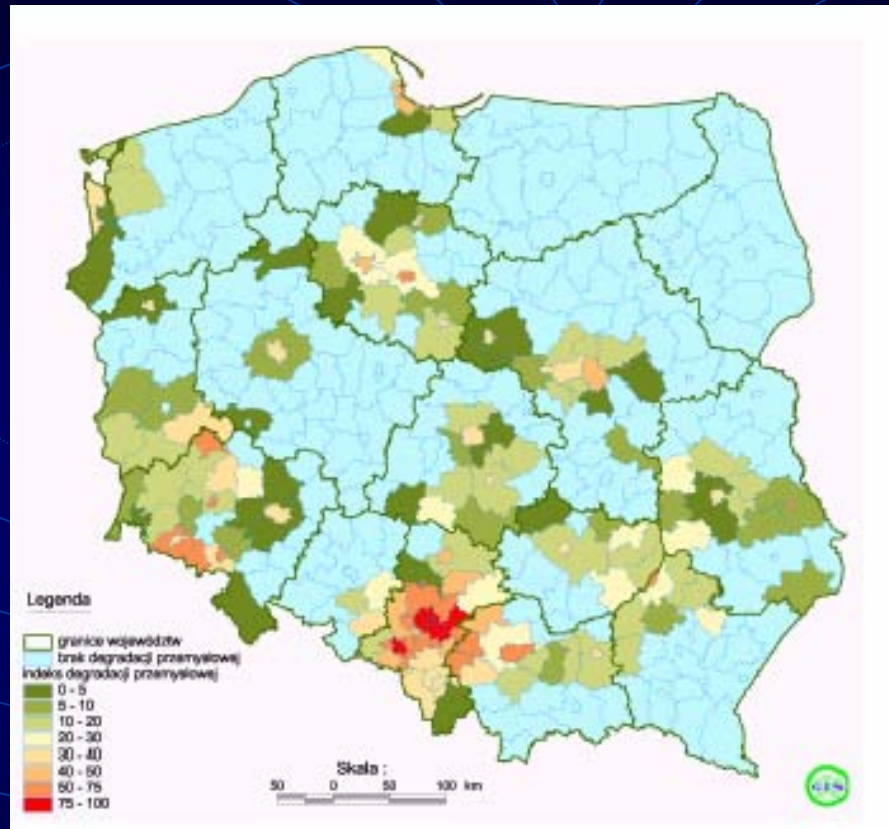 Legenda
granice województw
brak degradacji przemysłowej
indeks degradacji przemysłowej
0 - 5
5 - 10
10 - 20
20 - 30
30 - 40
40 - 50
50 - 75
75 - 100
Skala :
50 0 50 100 km